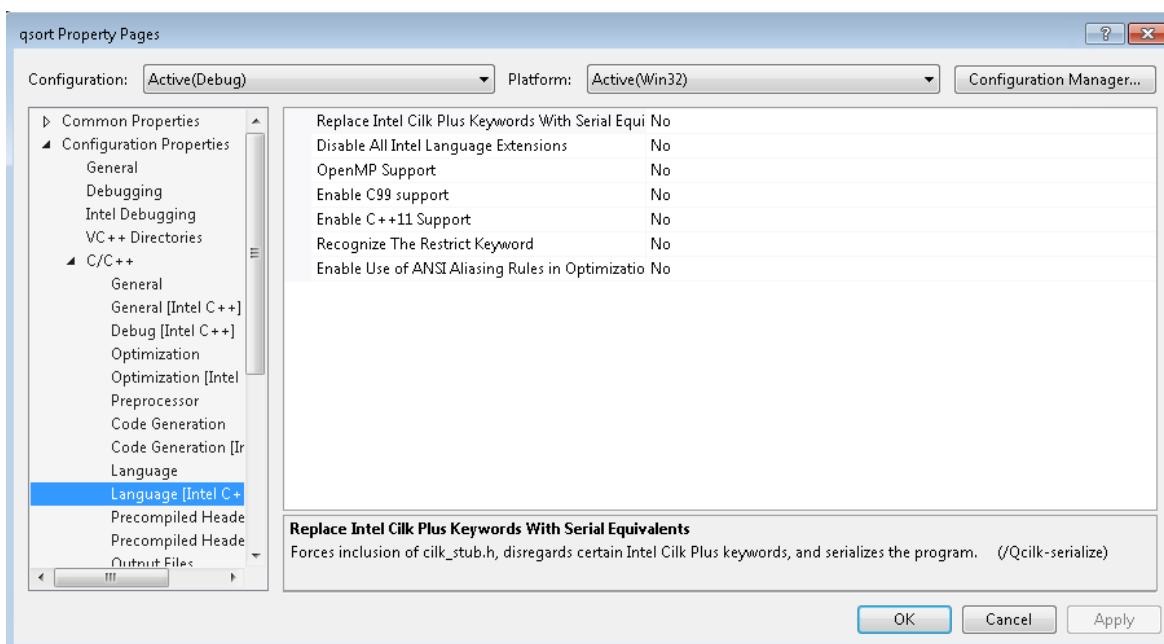 qsort Property Pages
Configuration: Active(Debug) Platform: Active(Win32) Configuration Manager...
Common Properties
Configuration Properties
General
Debugging
Intel Debugging
VC++ Directories
C/C++
General
General [Intel C++]
Debug [Intel C++]
Optimization
Optimization [Intel
Preprocessor
Code Generation
Code Generation [Ir
Language
Language [Intel C+
Precompiled Heade
Precompiled Heade
Output Files
Replace Intel Cilk Plus Keywords With Serial Equi No
Disable All Intel Language Extensions No
OpenMP Support No
Enable C99 support No
Enable C++11 Support No
Recognize The Restrict Keyword No
Enable Use of ANSI Aliasing Rules in Optimizatio No
Replace Intel Cilk Plus Keywords With Serial Equivalents
Forces inclusion of cilk_stub.h, disregards certain Intel Cilk Plus keywords, and serializes the program. (/Qcilk-serialize)
OK Cancel Apply